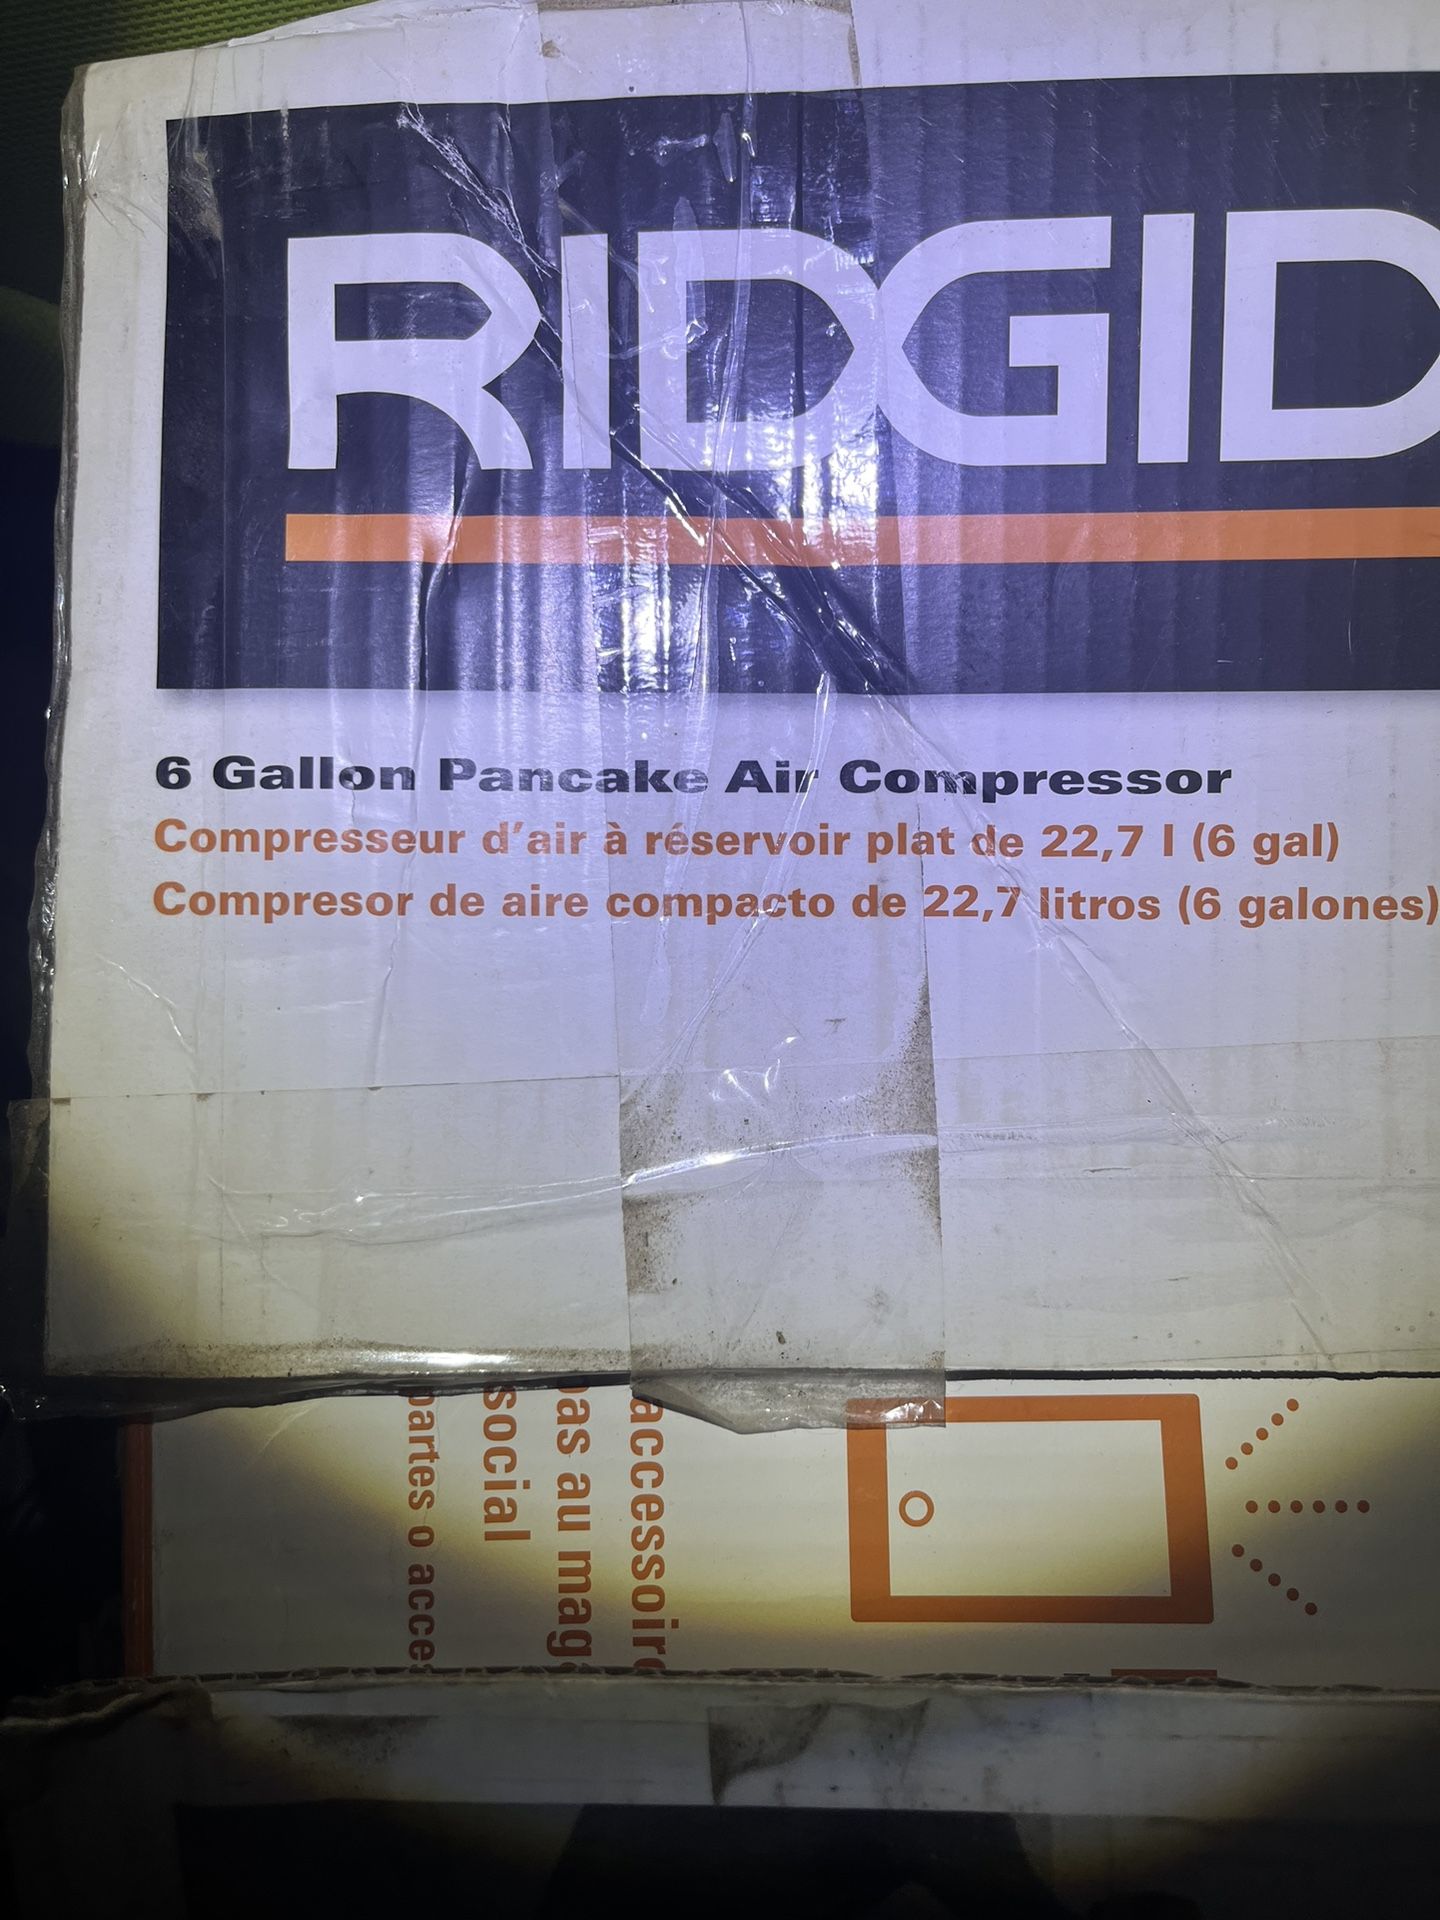 RIDGID
6 Gallon Pancake Air Compressor
Compresseur d'air à réservoir plat de 22,7 l (6 gal)
Compresor de aire compacto de 22,7 litros (6 galones)
accessoir
pas au mag
social
partes o acce